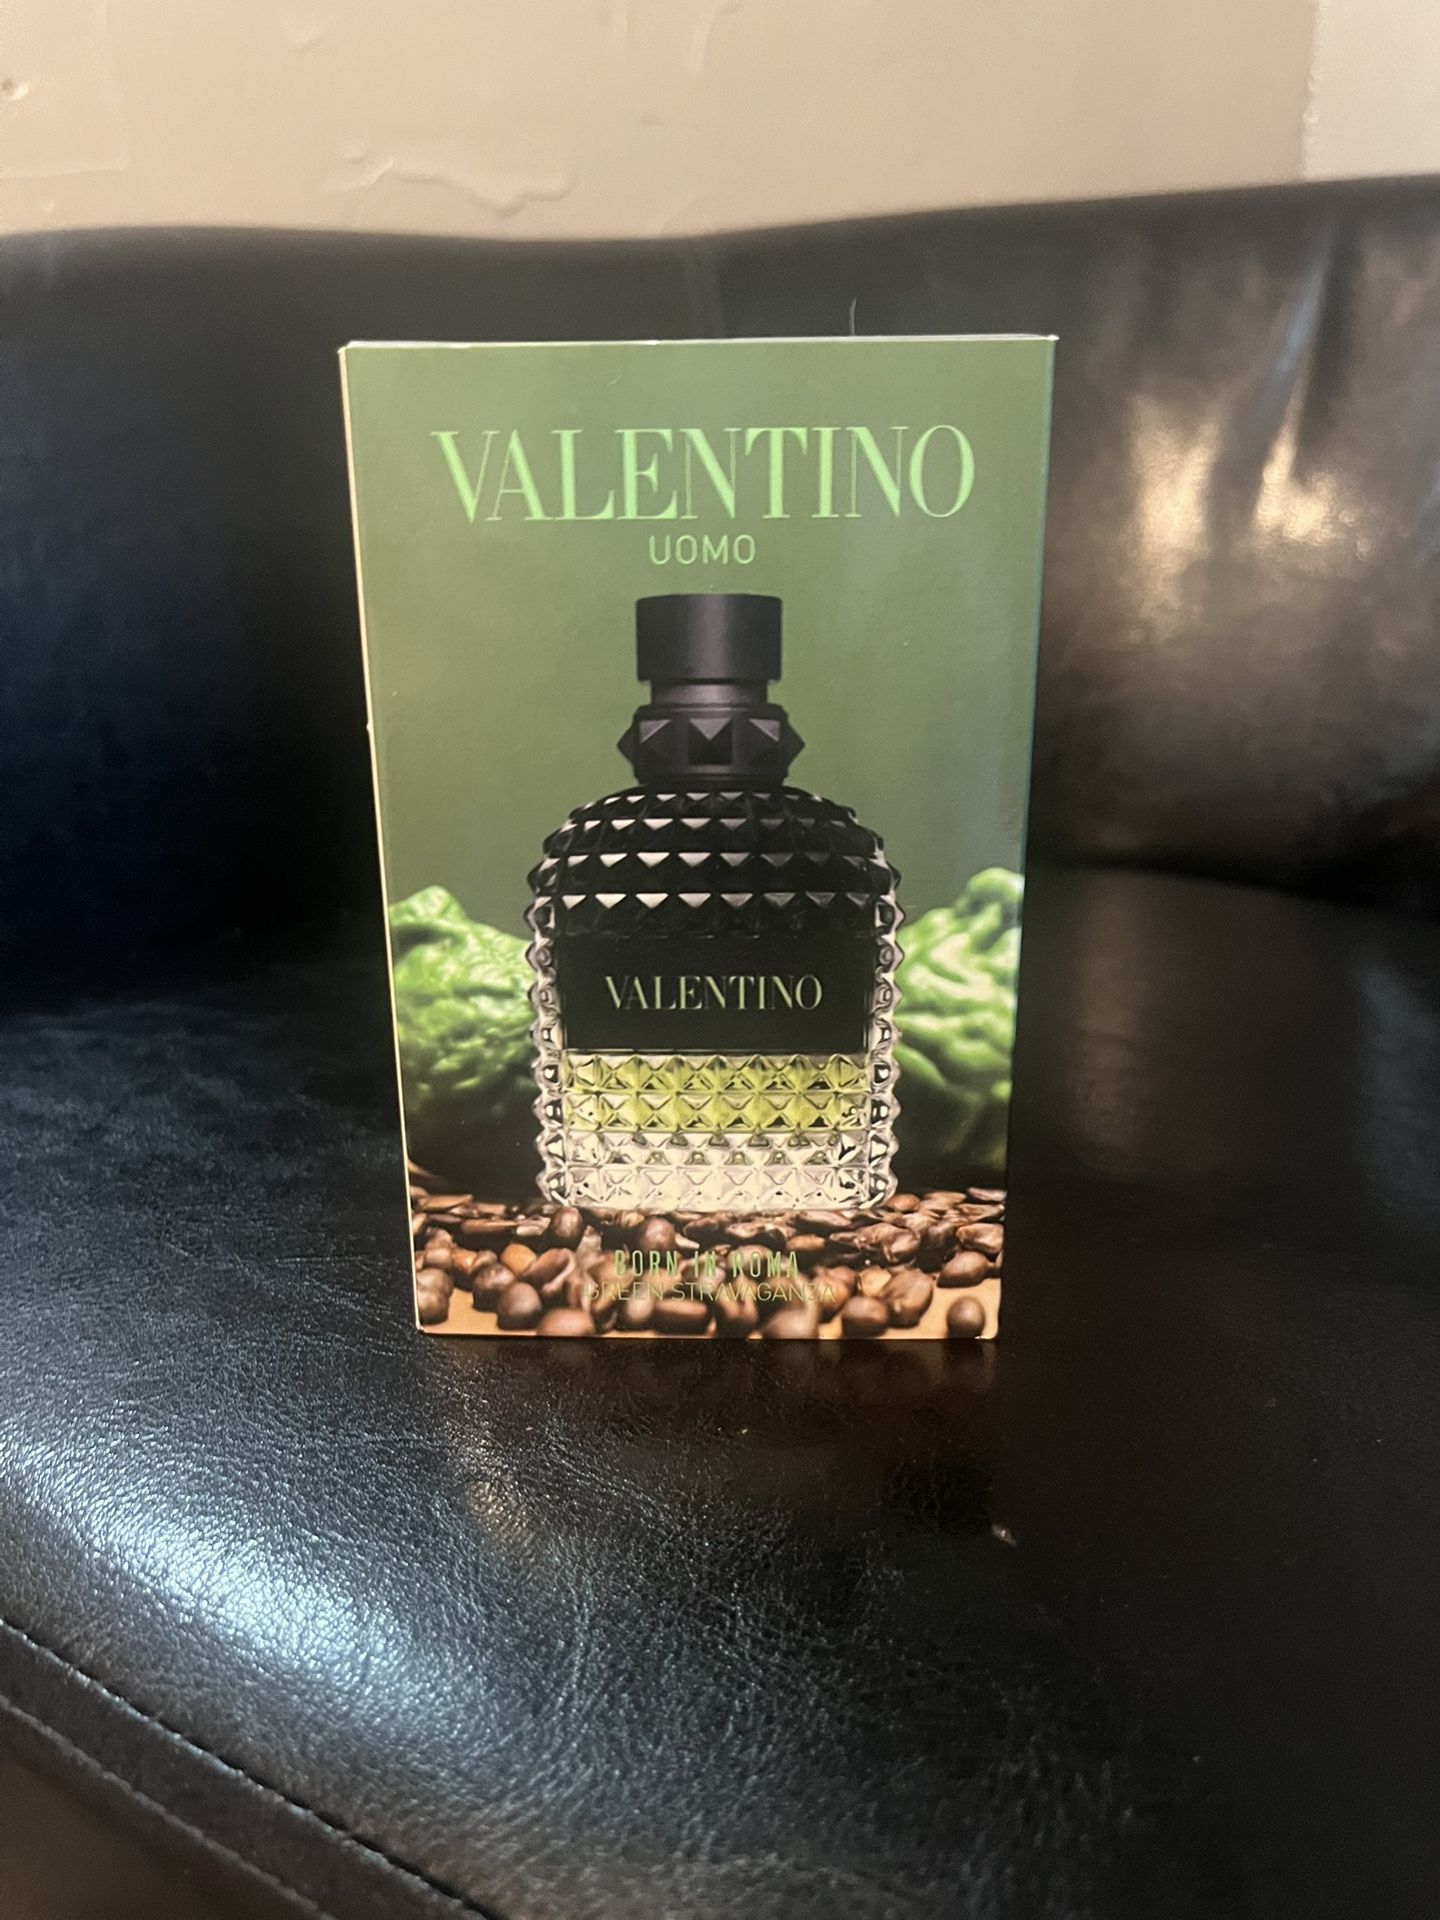 VALENTINO
UOMO
VALENTINO
BORN IN ROMA
GREEN STRAVAGANZA